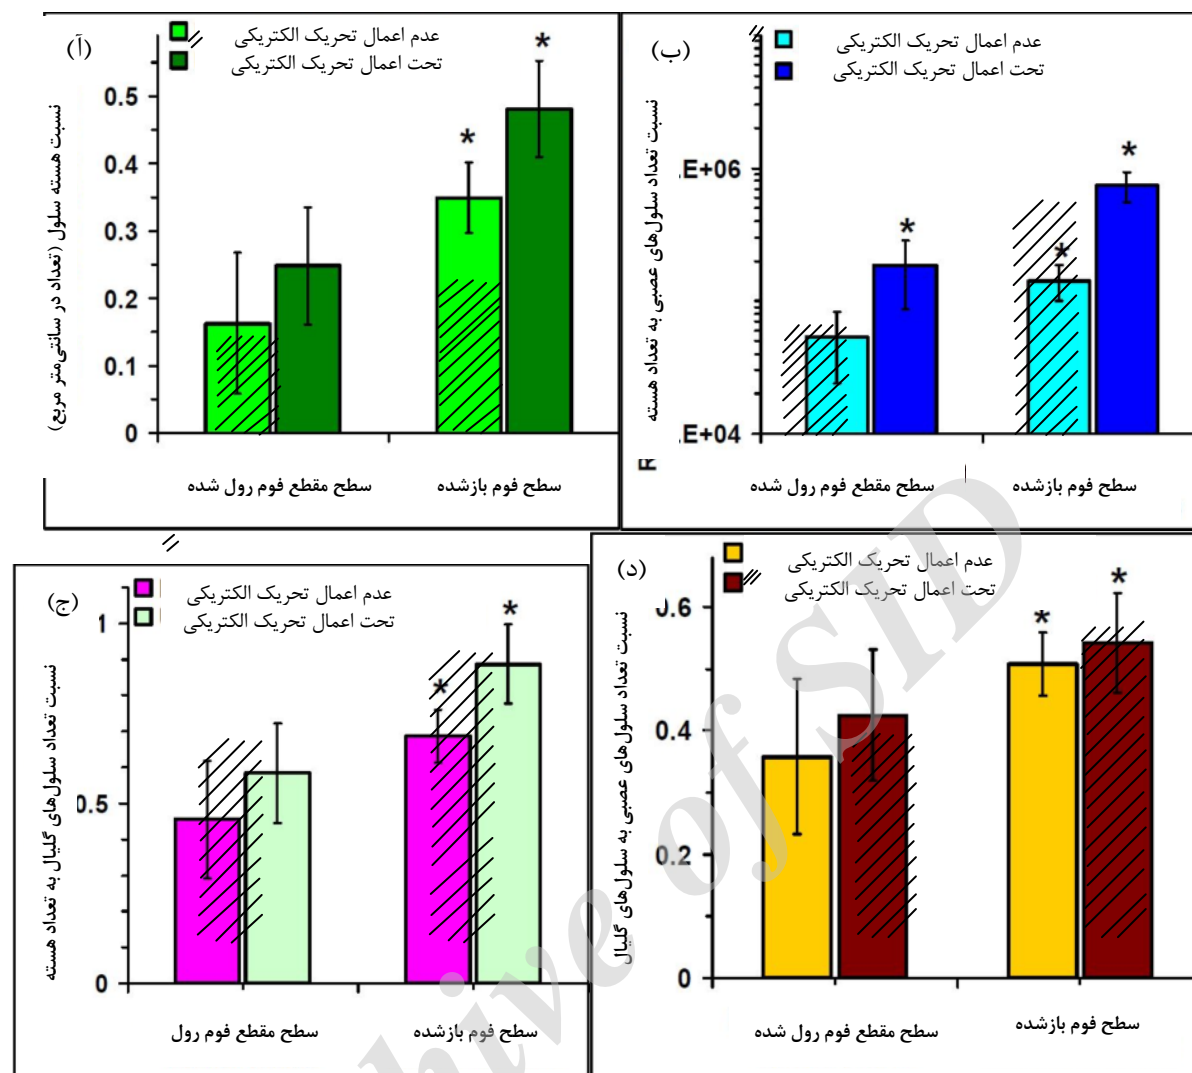 (آ)
عدم اعمال تحریک الکتریکی
تحت اعمال تحریک الکتریکی
نسبت هسته سلول (تعداد در سانتی‌متر مربع)
0.5
0.4
0.3
0.2
0.1
0
*
*
سطح مقطع فوم رول شده
سطح فوم بازشده
(ب)
عدم اعمال تحریک الکتریکی
تحت اعمال تحریک الکتریکی
نسبت تعداد سلول‌های عصبی به تعداد هسته
E+06
E+04
*
*
*
R
سطح مقطع فوم رول شده
سطح فوم بازشده
(ج)
عدم اعمال تحریک الکتریکی
تحت اعمال تحریک الکتریکی
نسبت تعداد سلول‌های گلیال به تعداد هسته
1
0.5
0
*
*
سطح مقطع فوم رول
سطح فوم بازشده
(د)
عدم اعمال تحریک الکتریکی
تحت اعمال تحریک الکتریکی
نسبت تعداد سلول‌های عصبی به سلول‌های گلیال
0.6
0.4
0.2
0
*
*
سطح مقطع فوم رول شده
سطح فوم بازشده
hive of SID